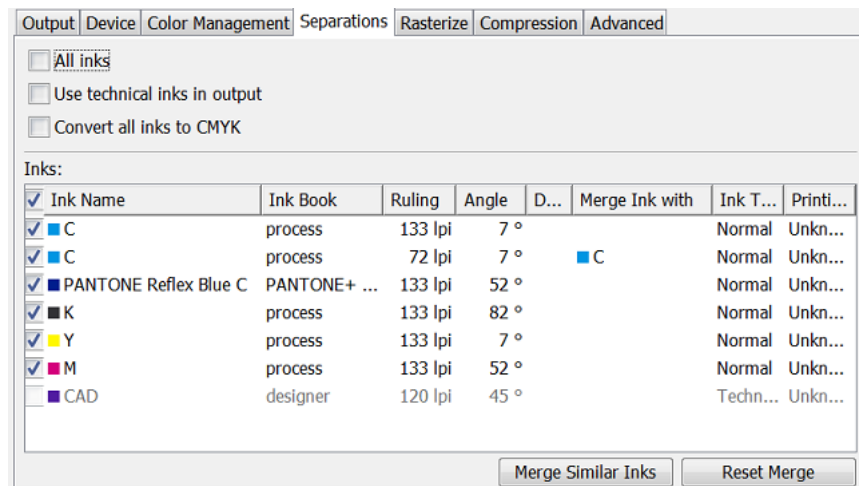 Output Device Color Management Separations Rasterize Compression Advanced
All inks
Use technical inks in output
Convert all inks to CMYK
Inks:
Ink Name Ink Book Ruling Angle D... Merge Ink with Ink T... Printi...
C process 133 lpi 7 ° Normal Unkn...
C process 72 lpi 7 ° C Normal Unkn...
PANTONE Reflex Blue C PANTONE+ ... 133 lpi 52 ° Normal Unkn...
K process 133 lpi 82 ° Normal Unkn...
Y process 133 lpi 7 ° Normal Unkn...
M process 133 lpi 52 ° Normal Unkn...
CAD designer 120 lpi 45 ° Techn... Unkn...
Merge Similar Inks Reset Merge